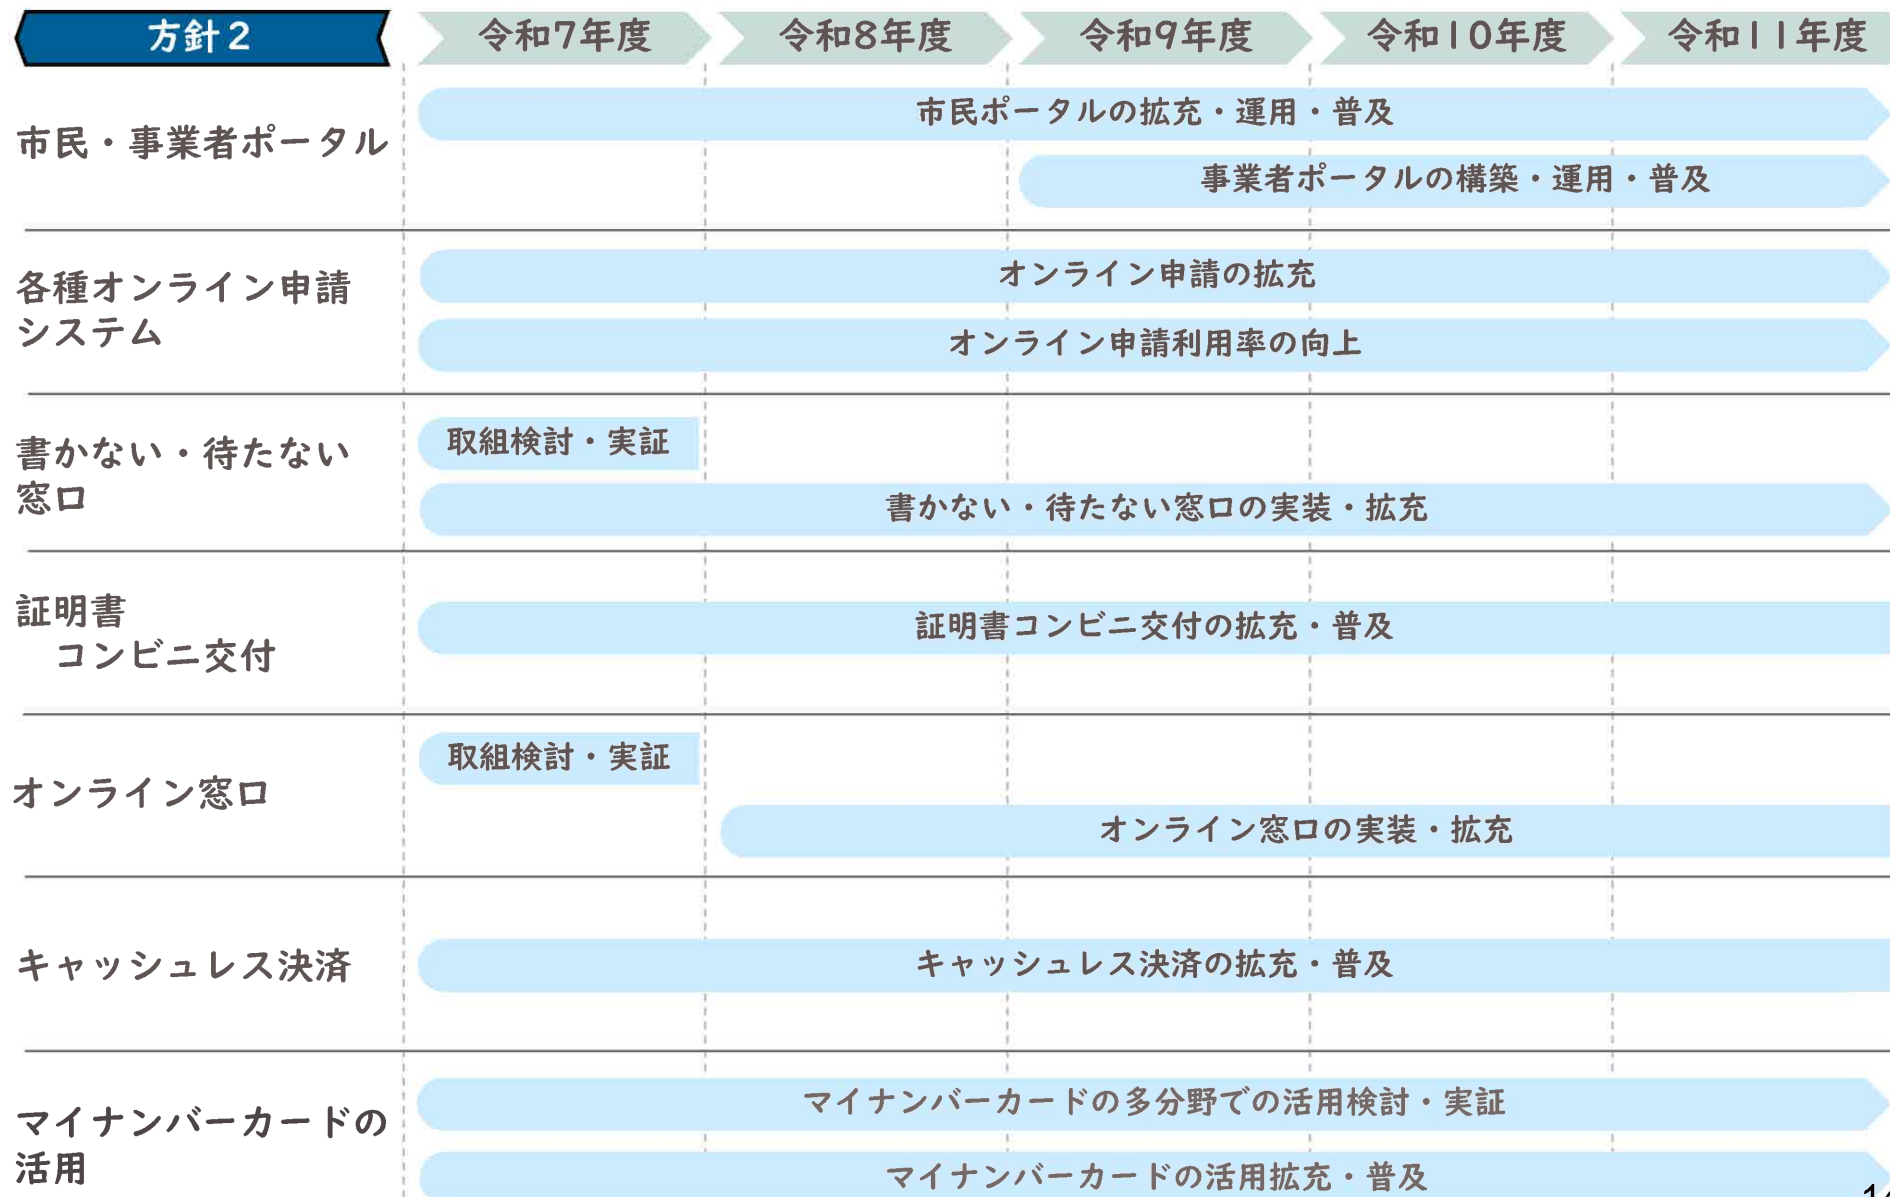 方針２
令和7年度
令和8年度
令和9年度
令和10年度
令和11年度
市民・事業者ポータル
市民ポータルの拡充・運用・普及
事業者ポータルの構築・運用・普及
各種オンライン申請
システム
オンライン申請の拡充
オンライン申請利用率の向上
書かない・待たない
窓口
取組検討・実証
書かない・待たない窓口の実装・拡充
証明書
コンビニ交付
証明書コンビニ交付の拡充・普及
オンライン窓口
取組検討・実証
オンライン窓口の実装・拡充
キャッシュレス決済
キャッシュレス決済の拡充・普及
マイナンバーカードの
活用
マイナンバーカードの多分野での活用検討・実証
マイナンバーカードの活用拡充・普及